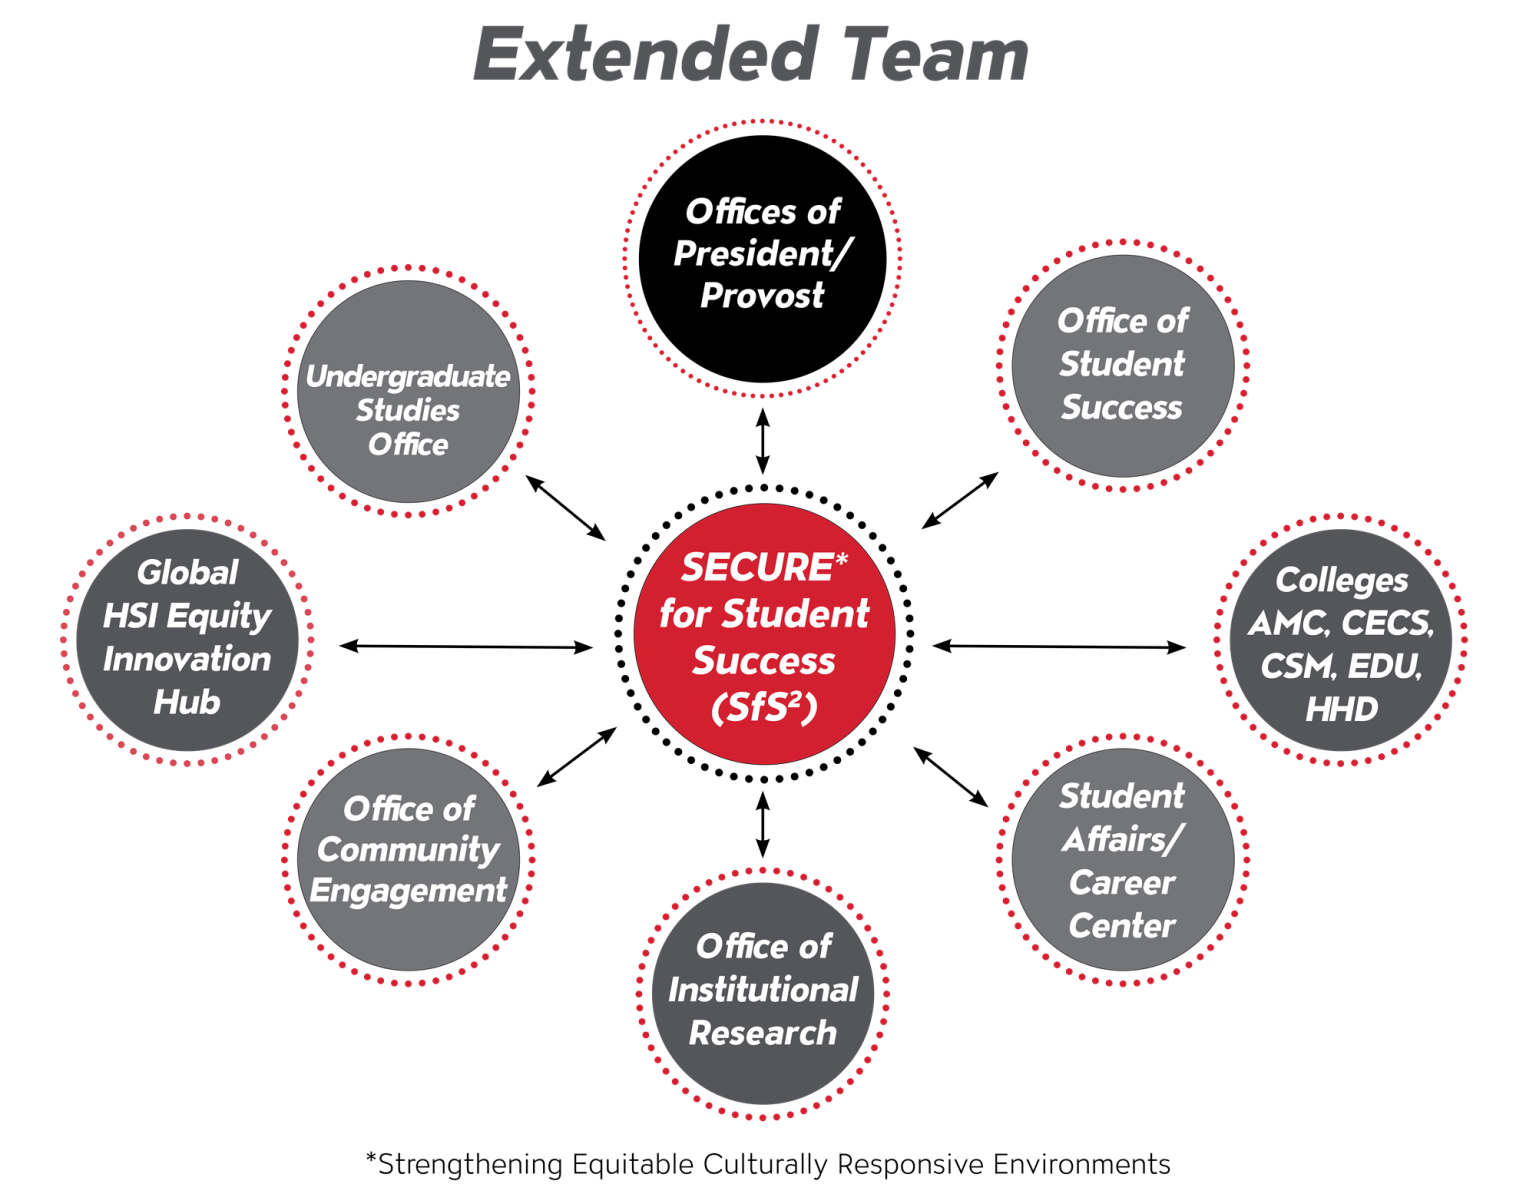 Extended Team
Offices of
President/
Provost
Office of
Student
Success
Undergraduate
Studies
Office
SECURE*
for Student
Success
(SfS²)
Global
HSI Equity
Innovation
Hub
Colleges
AMC, CECS,
CSM, EDU,
HHD
Office of
Community
Engagement
Student
Affairs/
Career
Center
Office of
Institutional
Research
*Strengthening Equitable Culturally Responsive Environments